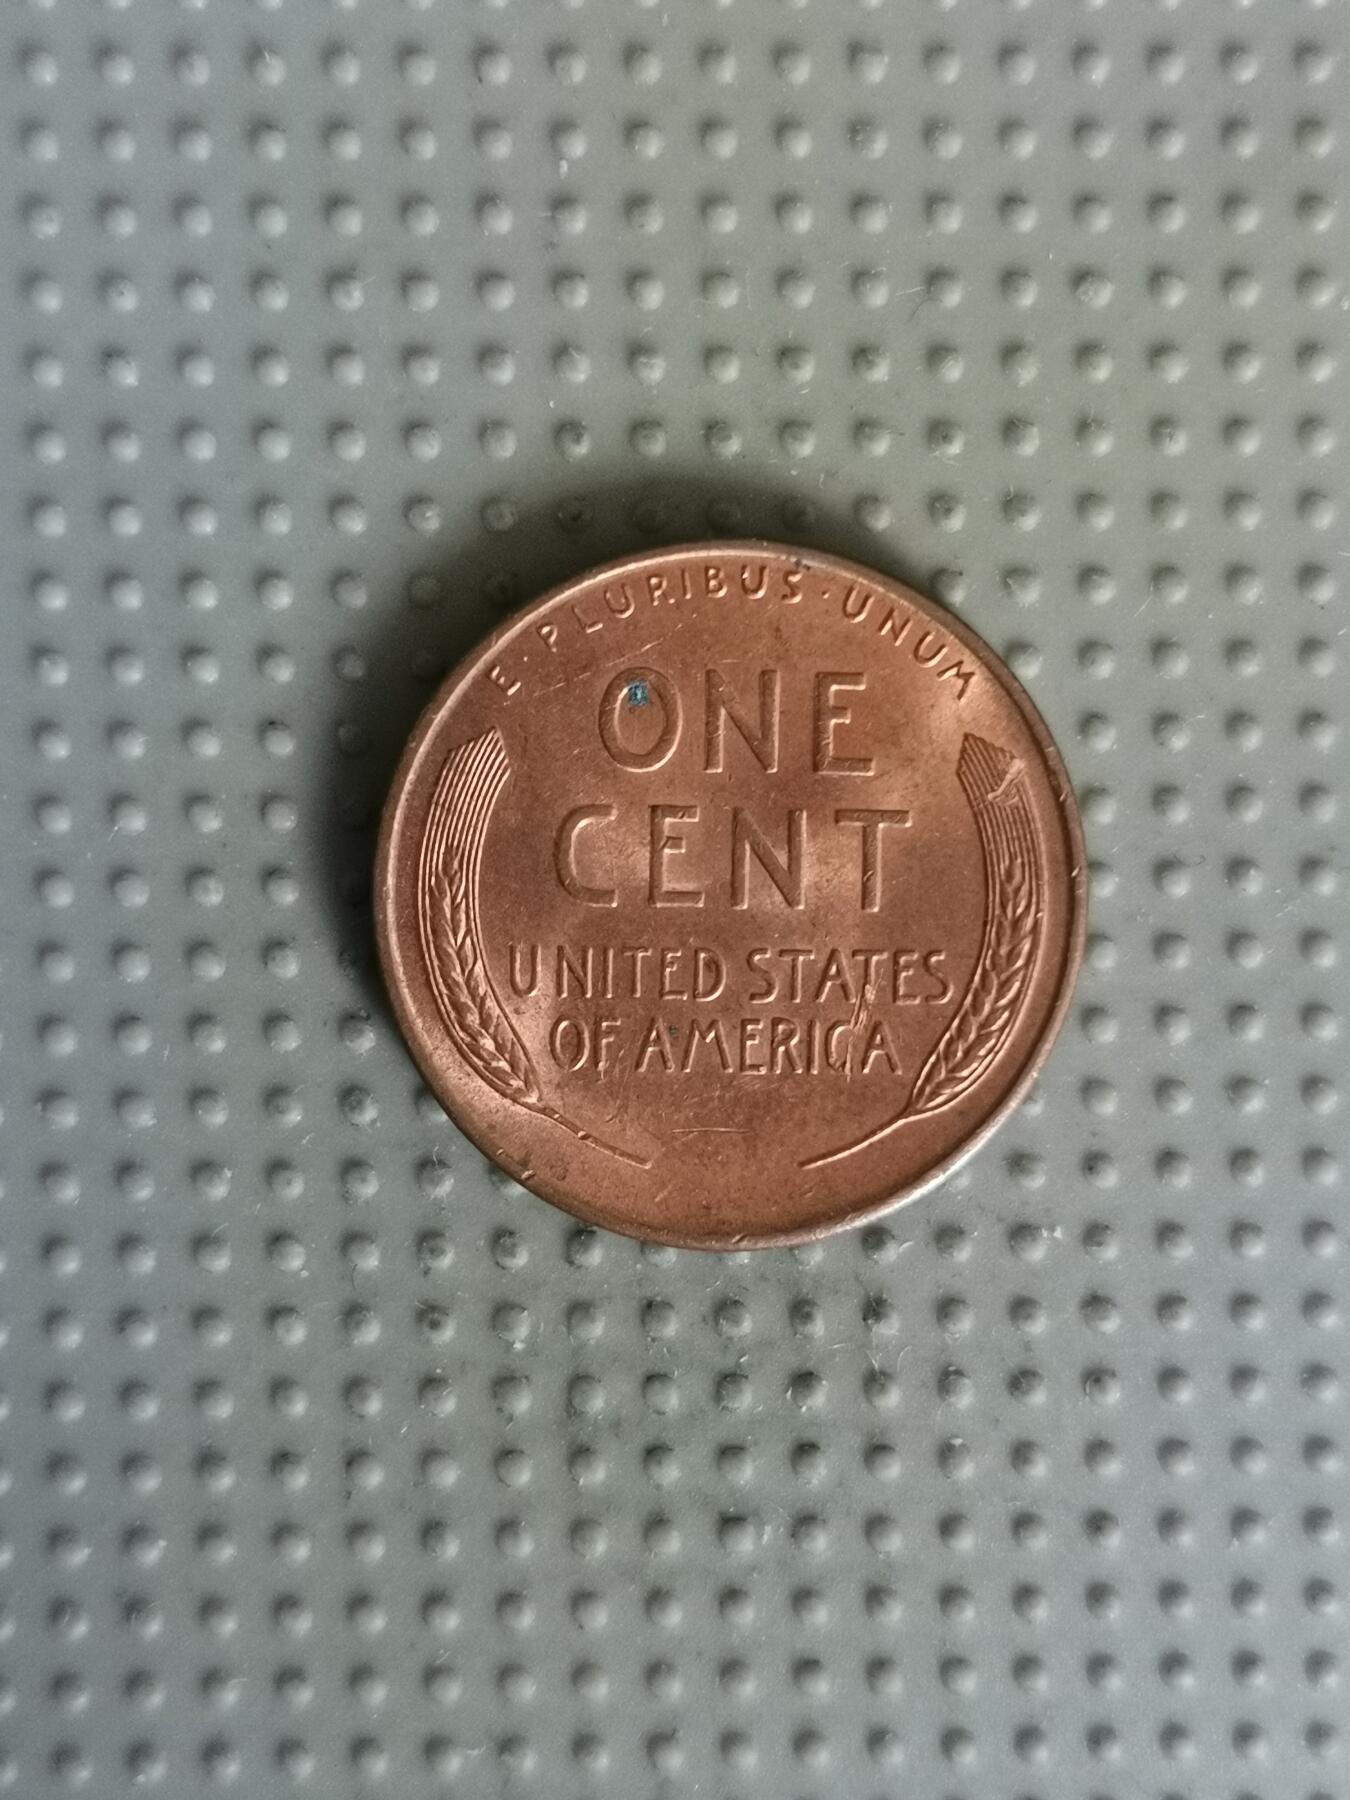 E·PLURIBUS·UNUM
ONE
CENT
UNITED STATES
OF AMERICA